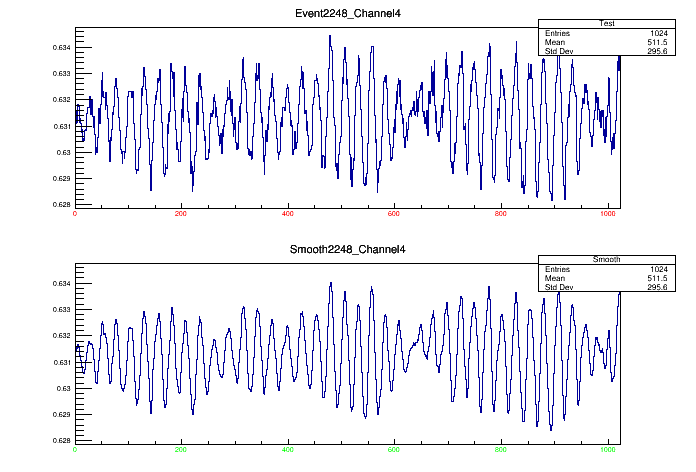 Event2248_Channel4
Test
Entries 1024
Mean 511.5
Std Dev 295.6
0.634
0.633
0.632
0.631
0.63
0.629
0.628
0 200 400 600 800 1000
Smooth2248_Channel4
Smooth
Entries 1024
Mean 511.5
Std Dev 295.6
0.634
0.633
0.632
0.631
0.63
0.629
0.628
0 200 400 600 800 1000